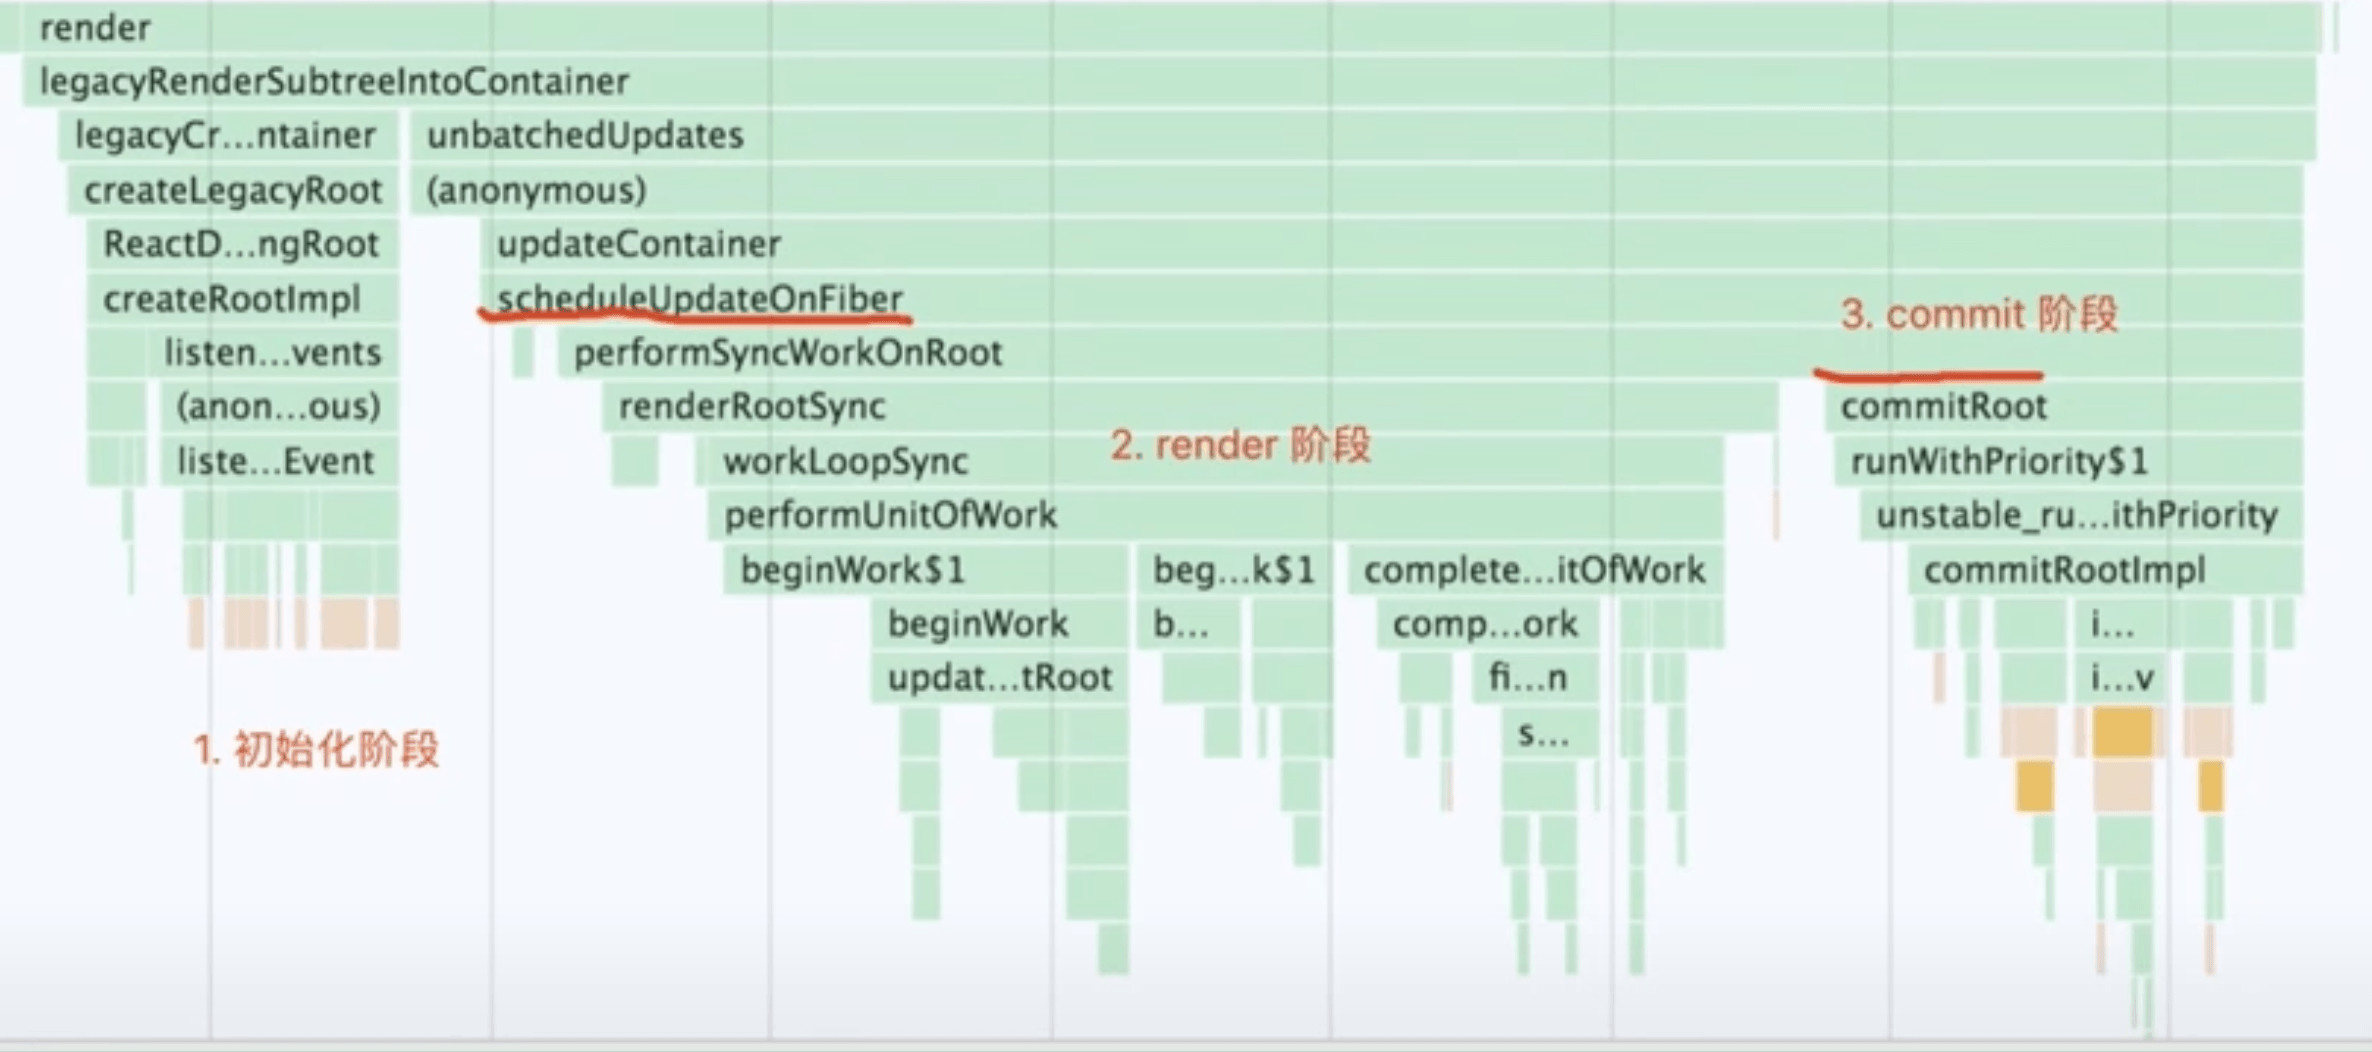 render
legacyRenderSubtreeIntoContainer
legacyCr...ntainer
unbatchedUpdates
createLegacyRoot
(anonymous)
ReactD...ngRoot
updateContainer
createRootImpl
scheduleUpdateOnFiber
3. commit 阶段
listen...vents
performSyncWorkOnRoot
(anon...ous)
renderRootSync
commitRoot
2. render 阶段
liste...Event
workLoopSync
runWithPriority$1
performUnitOfWork
unstable_ru...ithPriority
beginWork$1
beg...k$1
complete...itOfWork
commitRootImpl
beginWork
b...
comp...ork
i...
updat...tRoot
fi...n
i...v
s...
1. 初始化阶段